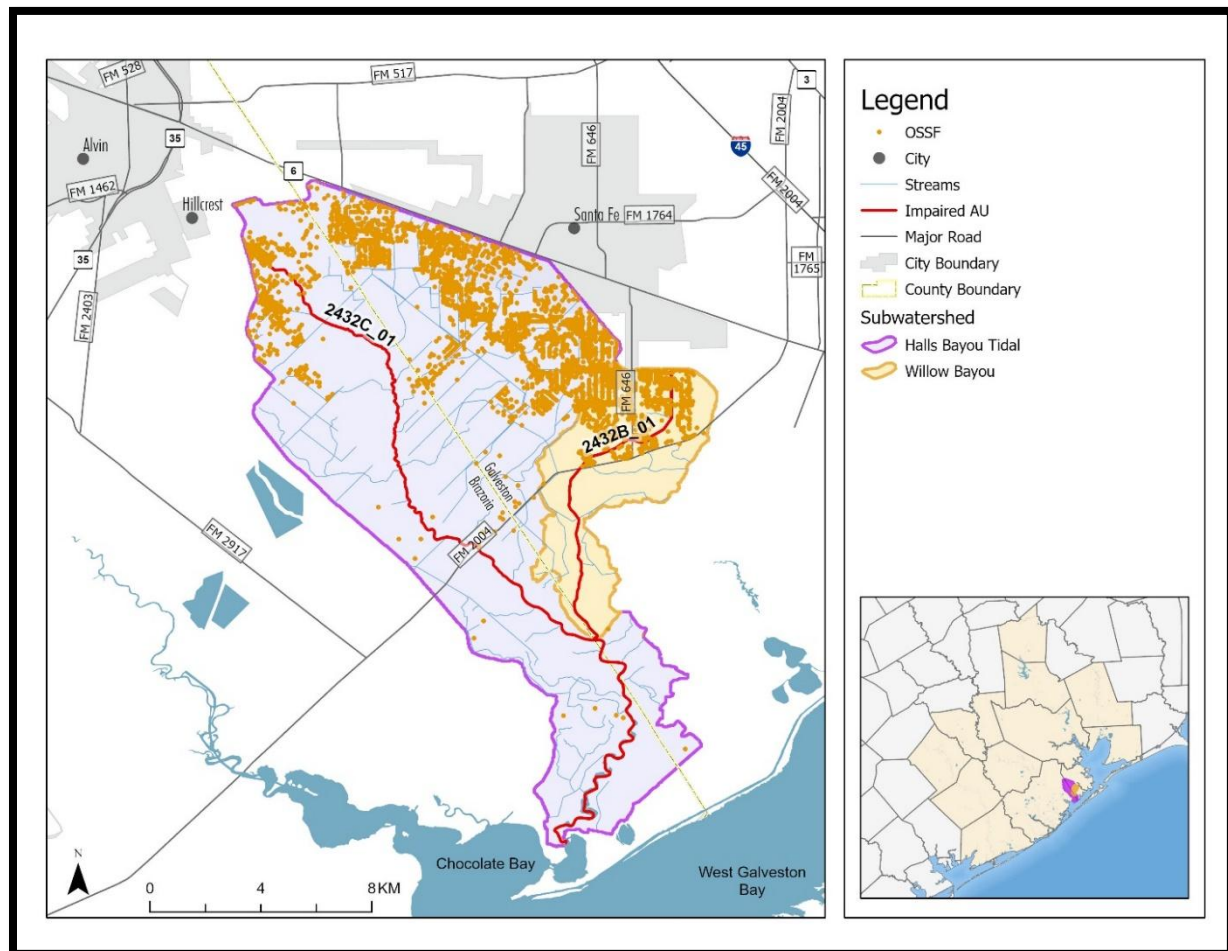 FM 528
FM 517
3
FM 2004
35
Alvin
FM 646
45
FM 1462
6
FM 2004
Hillcrest
Santa Fe
FM 1764
35
FM 1765
FM 2403
2432C_01
FM 646
2432B_01
Galveston
Brazoria
FM 2004
FM 2917
N
Chocolate Bay
West Galveston Bay
0 4 8 KM
Legend
OSSF
City
Streams
Impaired AU
Major Road
City Boundary
County Boundary
Subwatershed
Halls Bayou Tidal
Willow Bayou